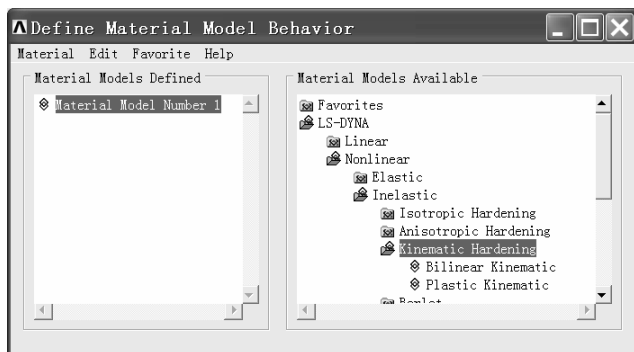 Define Material Model Behavior
Material Edit Favorite Help
Material Models Defined
Material Model Number 1
Material Models Available
Favorites
LS-DYNA
Linear
Nonlinear
Elastic
Inelastic
Isotropic Hardening
Anisotropic Hardening
Kinematic Hardening
Bilinear Kinematic
Plastic Kinematic